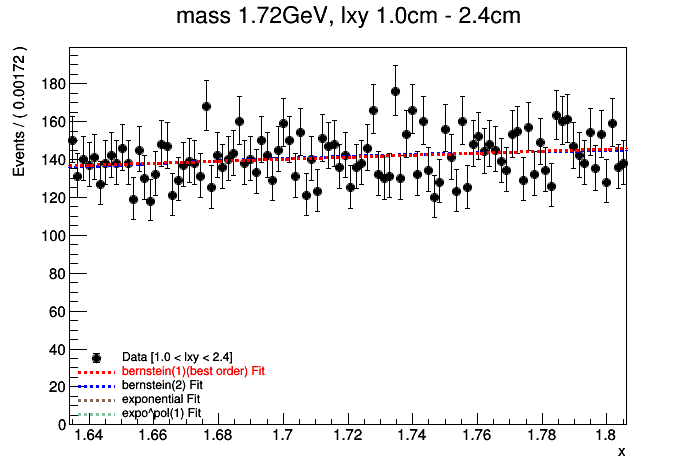 mass 1.72GeV, lxy 1.0cm - 2.4cm
Events / ( 0.00172 )
180
160
140
120
100
80
60
40
20
0
Data [1.0 < lxy < 2.4]
bernstein(1)(best order) Fit
bernstein(2) Fit
exponential Fit
expo^pol(1) Fit
1.64 1.66 1.68 1.7 1.72 1.74 1.76 1.78 1.8
x